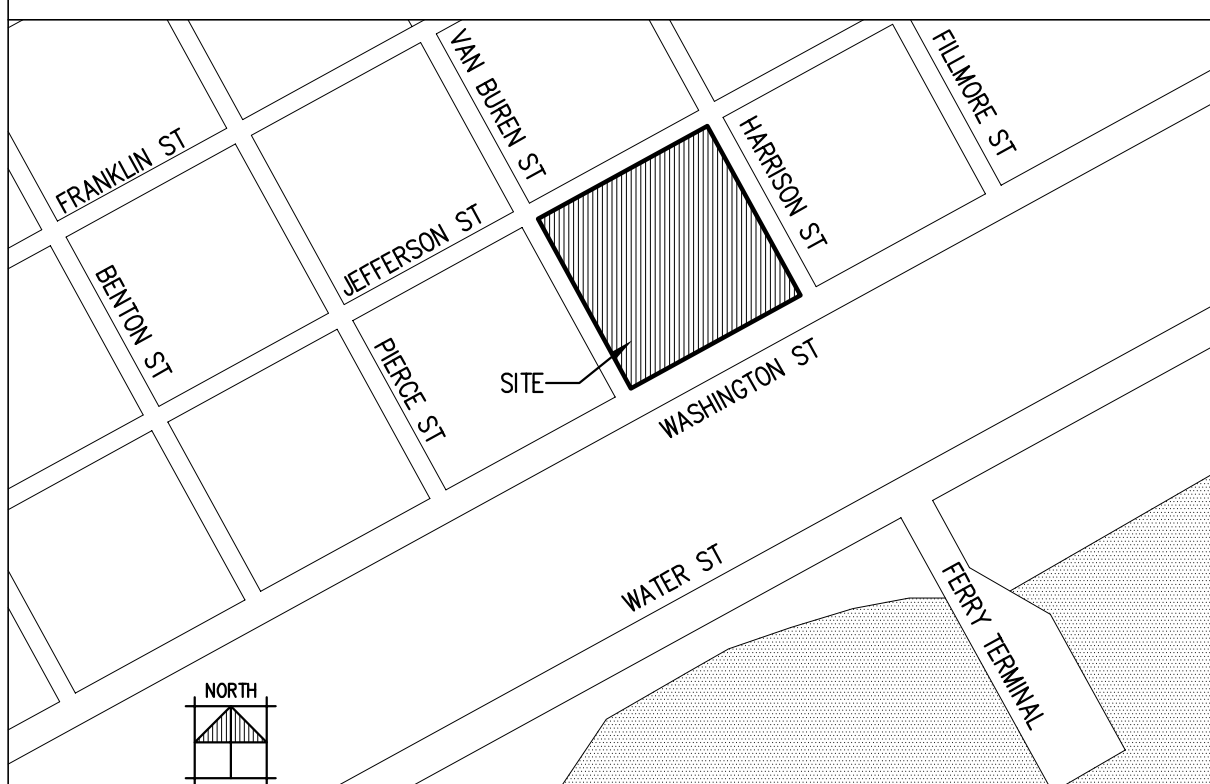 VAN BUREN ST
FILLMORE ST
HARRISON ST
FRANKLIN ST
JEFFERSON ST
BENTON ST
PIERCE ST
SITE
WASHINGTON ST
WATER ST
FERRY TERMINAL
NORTH